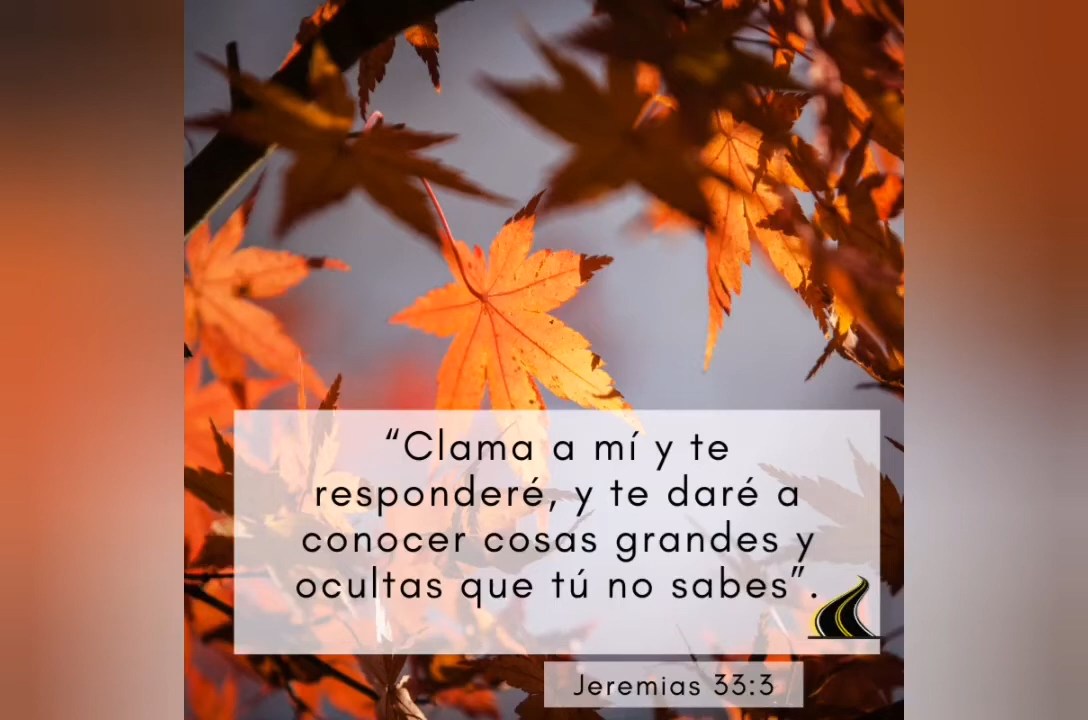 “Clama a mí y te
responderé, y te daré a
conocer cosas grandes y
ocultas que tú no sabes”.
Jeremias 33:3